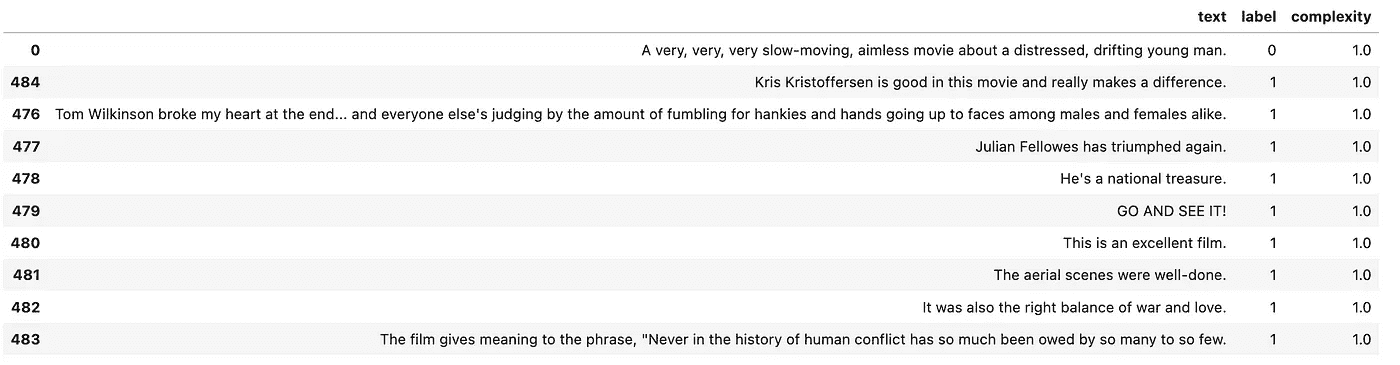 text label complexity
0 A very, very, very slow-moving, aimless movie about a distressed, drifting young man. 0 1.0
484 Kris Kristoffersen is good in this movie and really makes a difference. 1 1.0
476 Tom Wilkinson broke my heart at the end... and everyone else's judging by the amount of fumbling for hankies and hands going up to faces among males and females alike. 1 1.0
477 Julian Fellowes has triumphed again. 1 1.0
478 He's a national treasure. 1 1.0
479 GO AND SEE IT! 1 1.0
480 This is an excellent film. 1 1.0
481 The aerial scenes were well-done. 1 1.0
482 It was also the right balance of war and love. 1 1.0
483 The film gives meaning to the phrase, "Never in the history of human conflict has so much been owed by so many to so few. 1 1.0